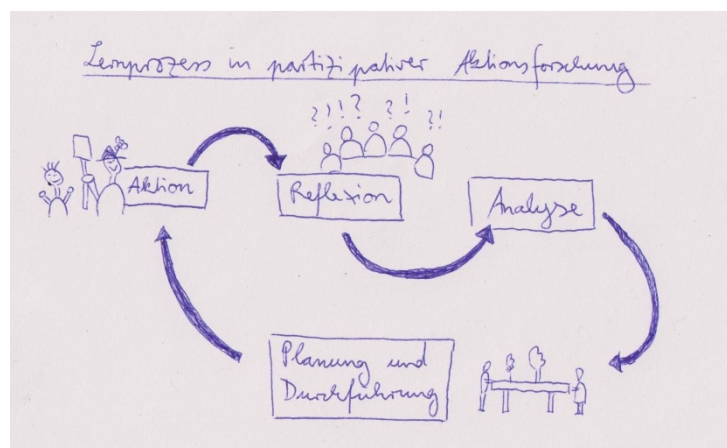 Lernprozess in partizipativer Aktionsforschung
?!!? ?! ?!
Aktion
Reflexion
Analyse
Planung und
Durchführung